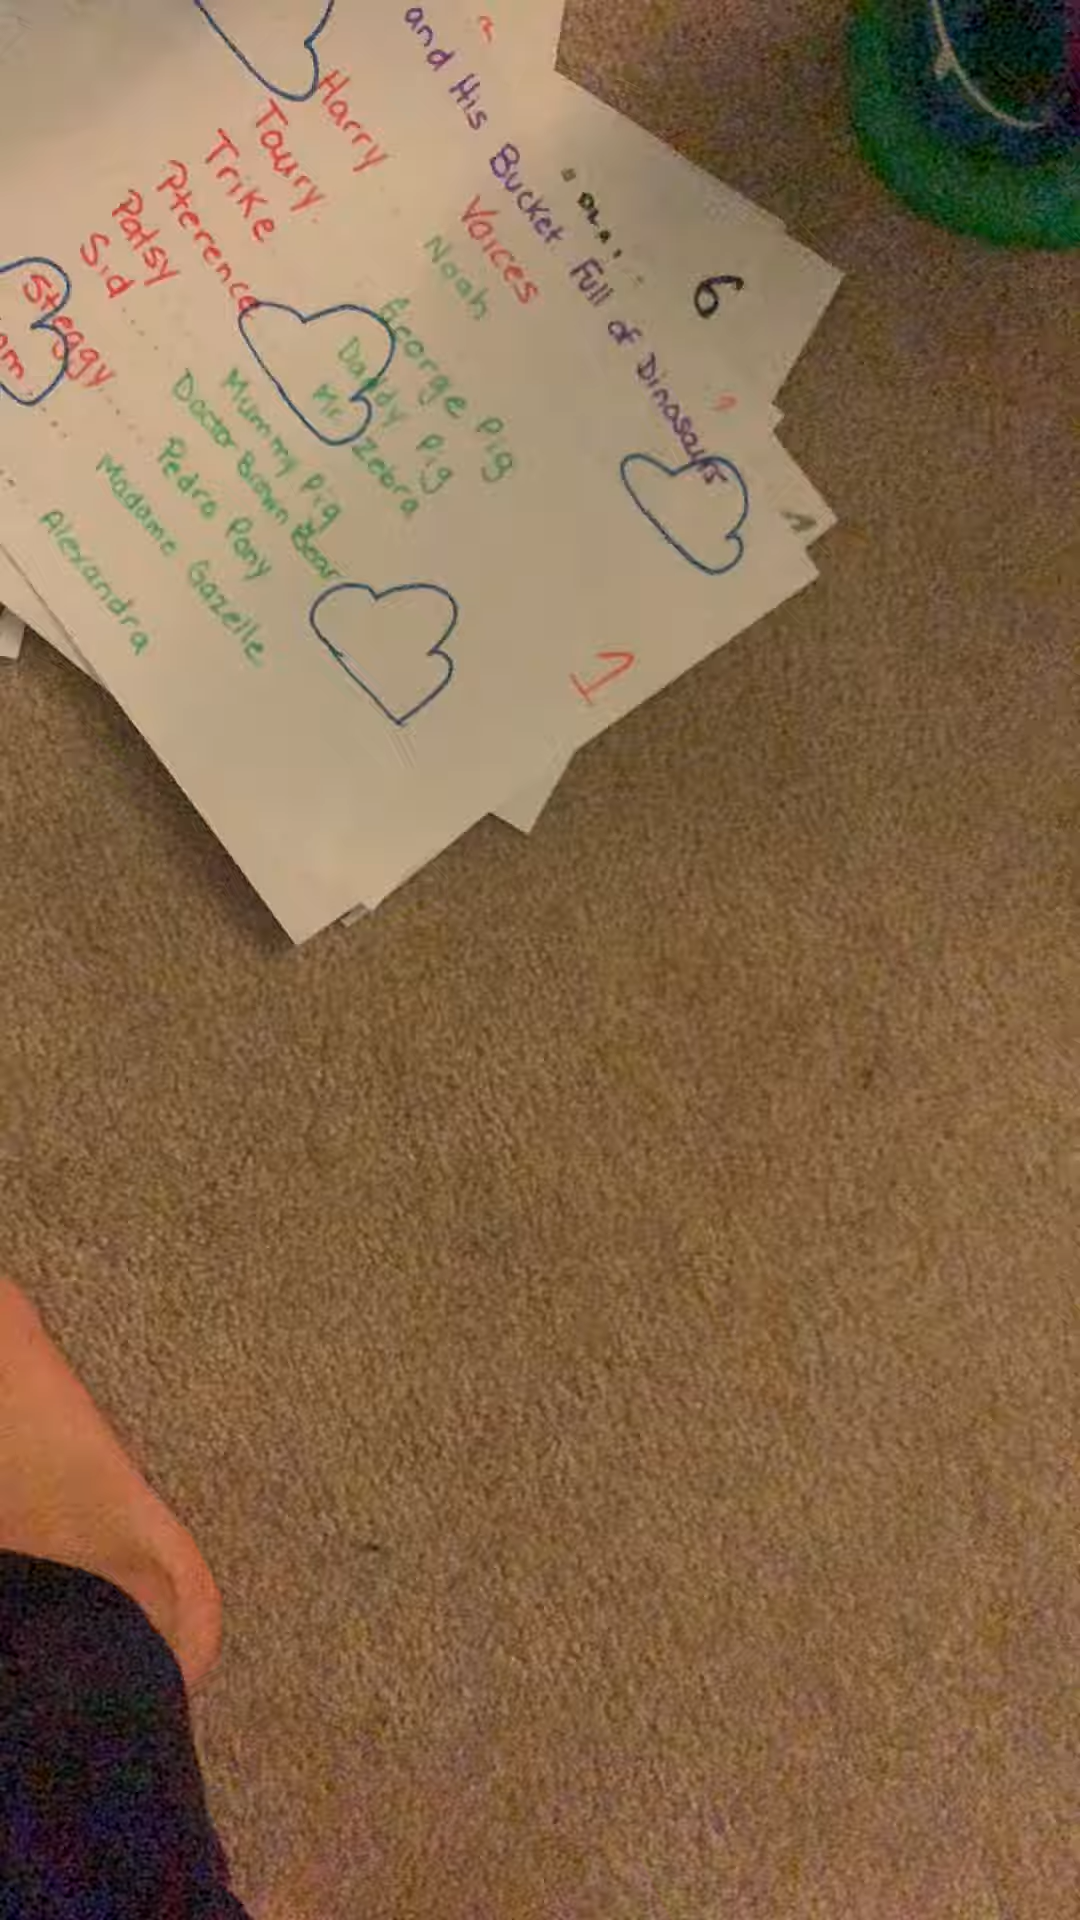 and His Bucket Full of Dinosaurs
Voices
Harry
Noah
Taury
George Pig
Trike
Daddy Pig
Pterence
Mr. Zebra
Patsy
Mummy Pig
Sid
Doctor Brown Bear
Steggy
Pedro Pony
Madame Gazelle
Alexandra
6
1